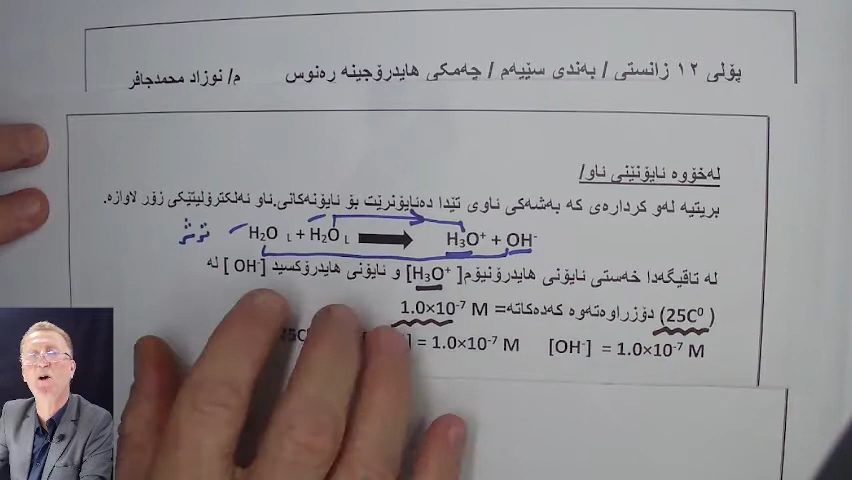 پۆلی ١٢ زانستی / بەندی سێیەم / چەمکی هایدرۆجینە ڕەنوس م/ نوزاد محمدجافر
لەخۆوە ئایۆنێنی ئاو/
بریتیە لەو کردارەی کە بەشەکی ئاوی تێدا دەئایۆنرێت بۆ ئایۆنەکانی.ئاو ئەلکترۆلیتێکی زۆر لاوازە.
H₂O L + H₂O L ➡ H₃O⁺ + OH⁻
لە تاقیگەدا خەستی ئایۆنی هایدرۆنیۆم [H₃O⁺] و ئایۆنی هایدرۆکسید [OH⁻] لە
(25C⁰) دۆزراوەتەوە کەدەکاتە= 1.0×10⁻⁷ M
] = 1.0×10⁻⁷ M [OH⁻] = 1.0×10⁻⁷ M